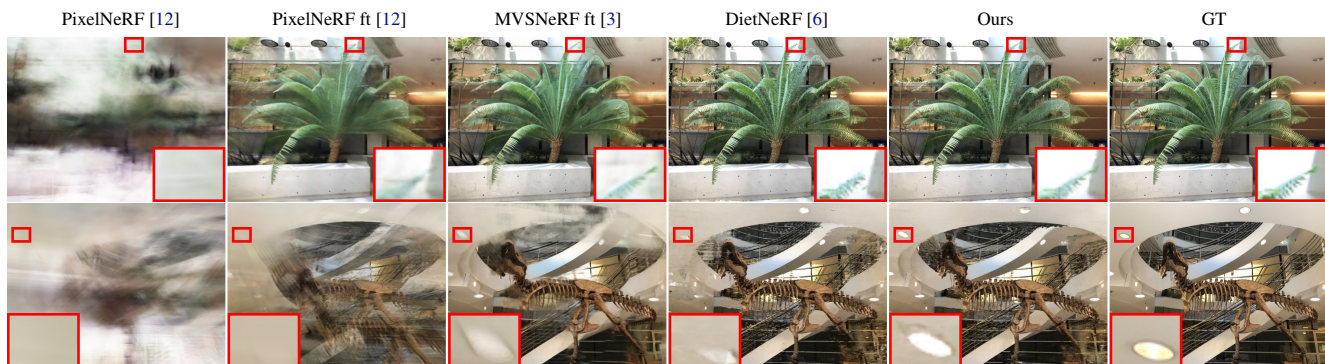 PixelNeRF [12] PixelNeRF ft [12] MVSNeRF ft [3] DietNeRF [6] Ours GT